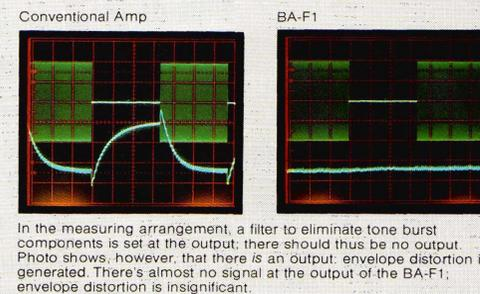 Conventional Amp
BA-F1
In the measuring arrangement, a filter to eliminate tone burst
components is set at the output; there should thus be no output.
Photo shows, however, that there is an output: envelope distortion
generated. There's almost no signal at the output of the BA-F1;
envelope distortion is insignificant.